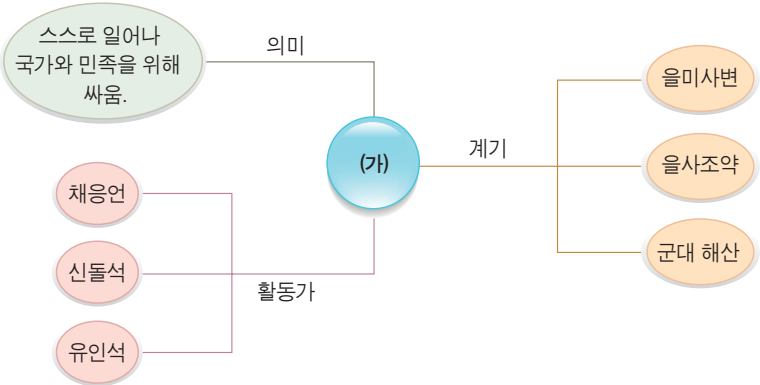 스스로 일어나
국가와 민족을 위해
싸움.
의미
(가)
계기
을미사변
을사조약
군대 해산
활동가
채응언
신돌석
유인석